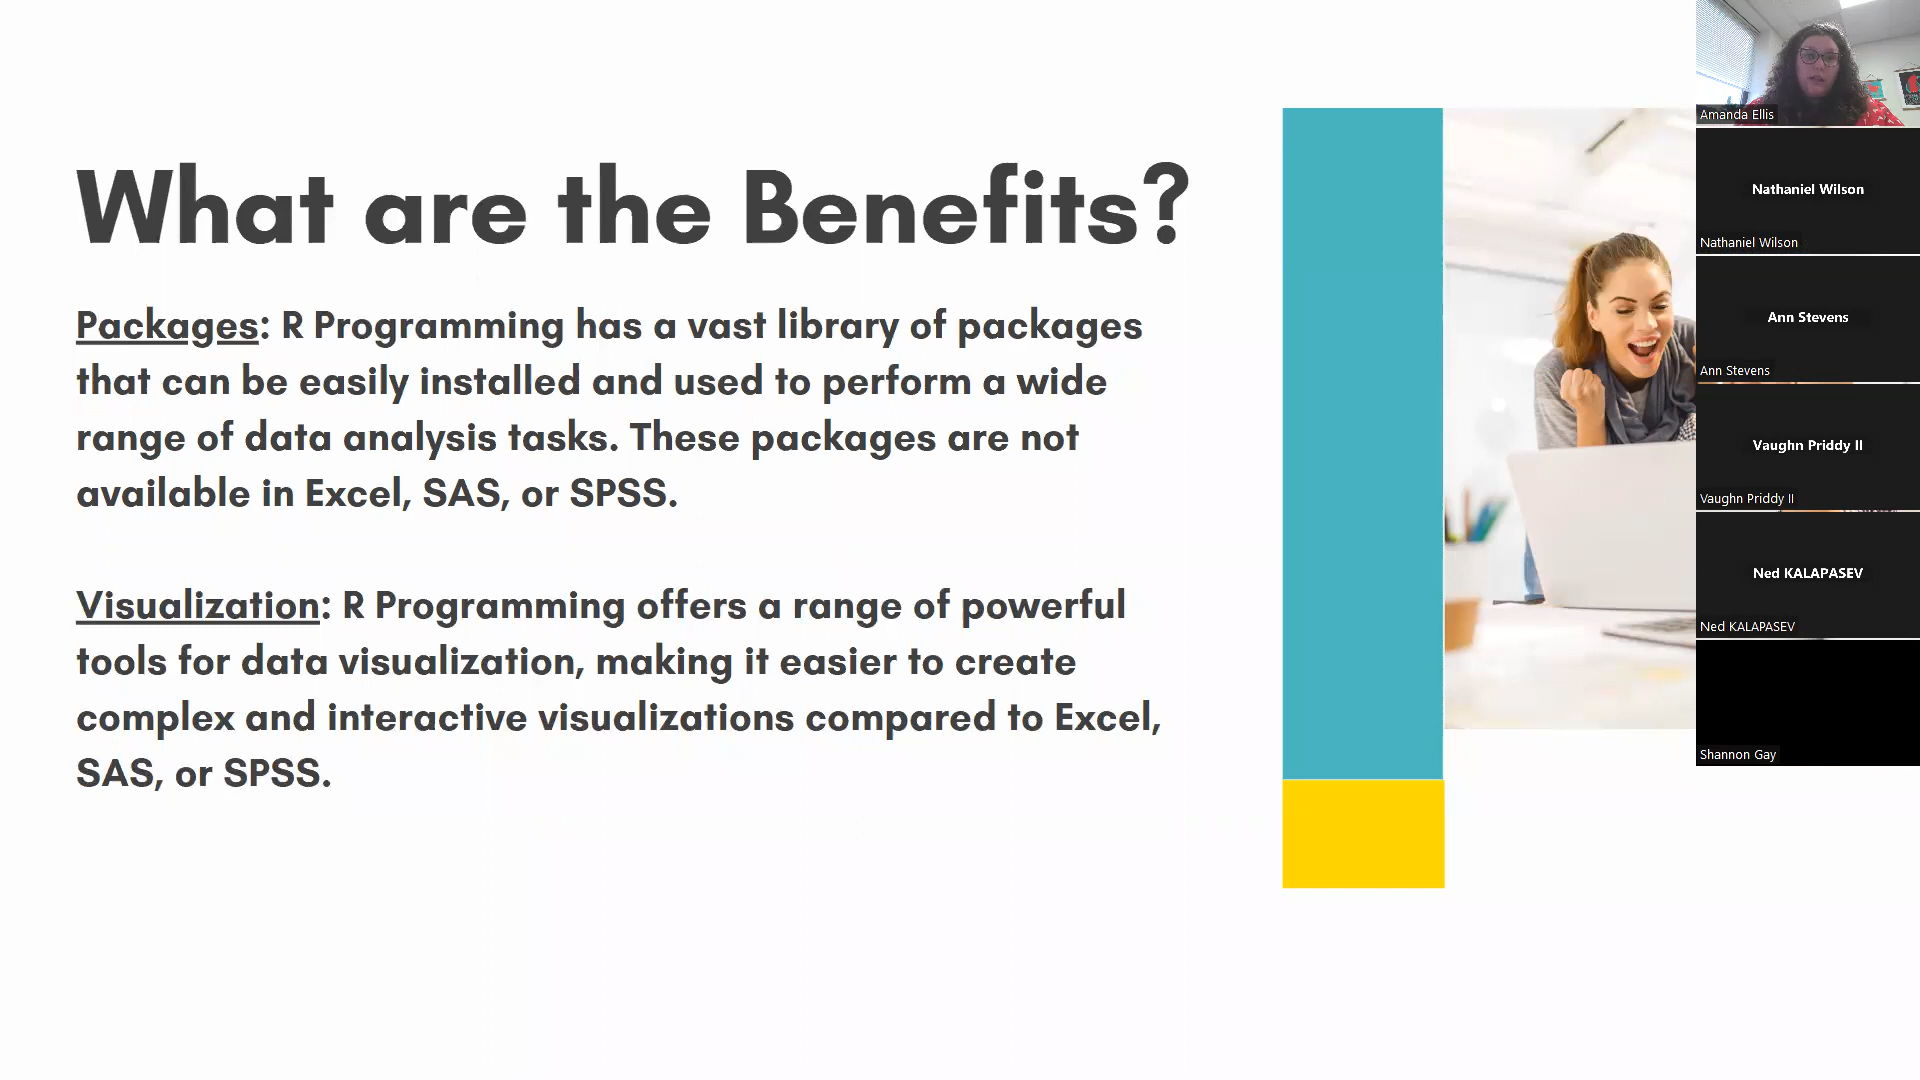 What are the Benefits?
Packages: R Programming has a vast library of packages
that can be easily installed and used to perform a wide
range of data analysis tasks. These packages are not
available in Excel, SAS, or SPSS.
Visualization: R Programming offers a range of powerful
tools for data visualization, making it easier to create
complex and interactive visualizations compared to Excel,
SAS, or SPSS.
Amanda Ellis
Nathaniel Wilson
Nathaniel Wilson
Ann Stevens
Ann Stevens
Vaughn Priddy II
Vaughn Priddy II
Ned KALAPASEV
Ned KALAPASEV
Shannon Gay